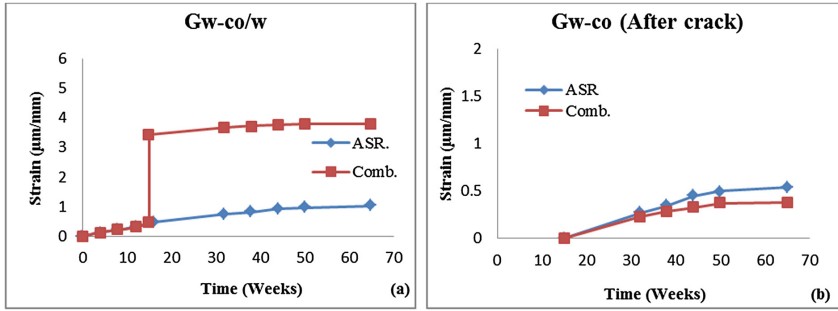 Gw-co/w
6
5
4
3
2
1
0
Strain (µm/mm)
ASR.
Comb.
0 10 20 30 40 50 60 70
Time (Weeks)
(a)
Gw-co (After crack)
2
1.5
1
0.5
0
Strain (µm/mm)
ASR
Comb.
0 10 20 30 40 50 60 70
Time (Weeks)
(b)